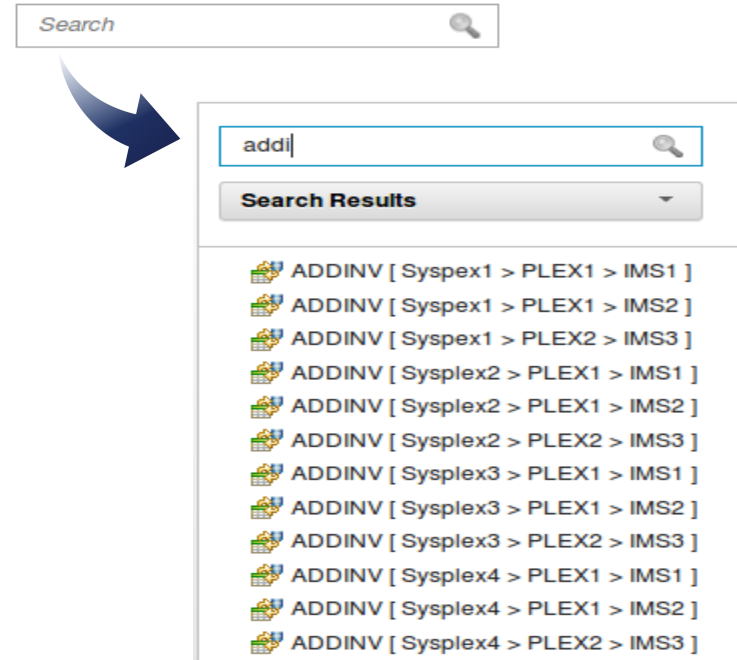 Search
addi
Search Results
ADDINV [ Syspex1 > PLEX1 > IMS1 ]
ADDINV [ Syspex1 > PLEX1 > IMS2 ]
ADDINV [ Syspex1 > PLEX2 > IMS3 ]
ADDINV [ Sysplex2 > PLEX1 > IMS1 ]
ADDINV [ Sysplex2 > PLEX1 > IMS2 ]
ADDINV [ Sysplex2 > PLEX2 > IMS3 ]
ADDINV [ Sysplex3 > PLEX1 > IMS1 ]
ADDINV [ Sysplex3 > PLEX1 > IMS2 ]
ADDINV [ Sysplex3 > PLEX2 > IMS3 ]
ADDINV [ Sysplex4 > PLEX1 > IMS1 ]
ADDINV [ Sysplex4 > PLEX1 > IMS2 ]
ADDINV [ Sysplex4 > PLEX2 > IMS3 ]